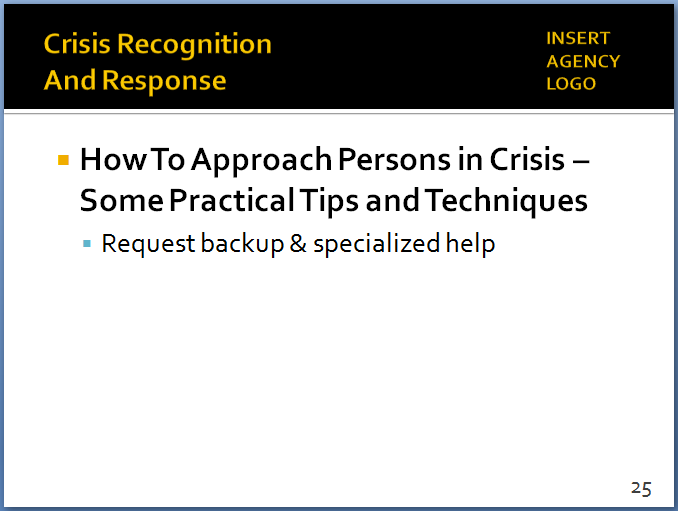 Crisis Recognition
And Response
INSERT
AGENCY
LOGO
How To Approach Persons in Crisis –
Some Practical Tips and Techniques
Request backup & specialized help
25